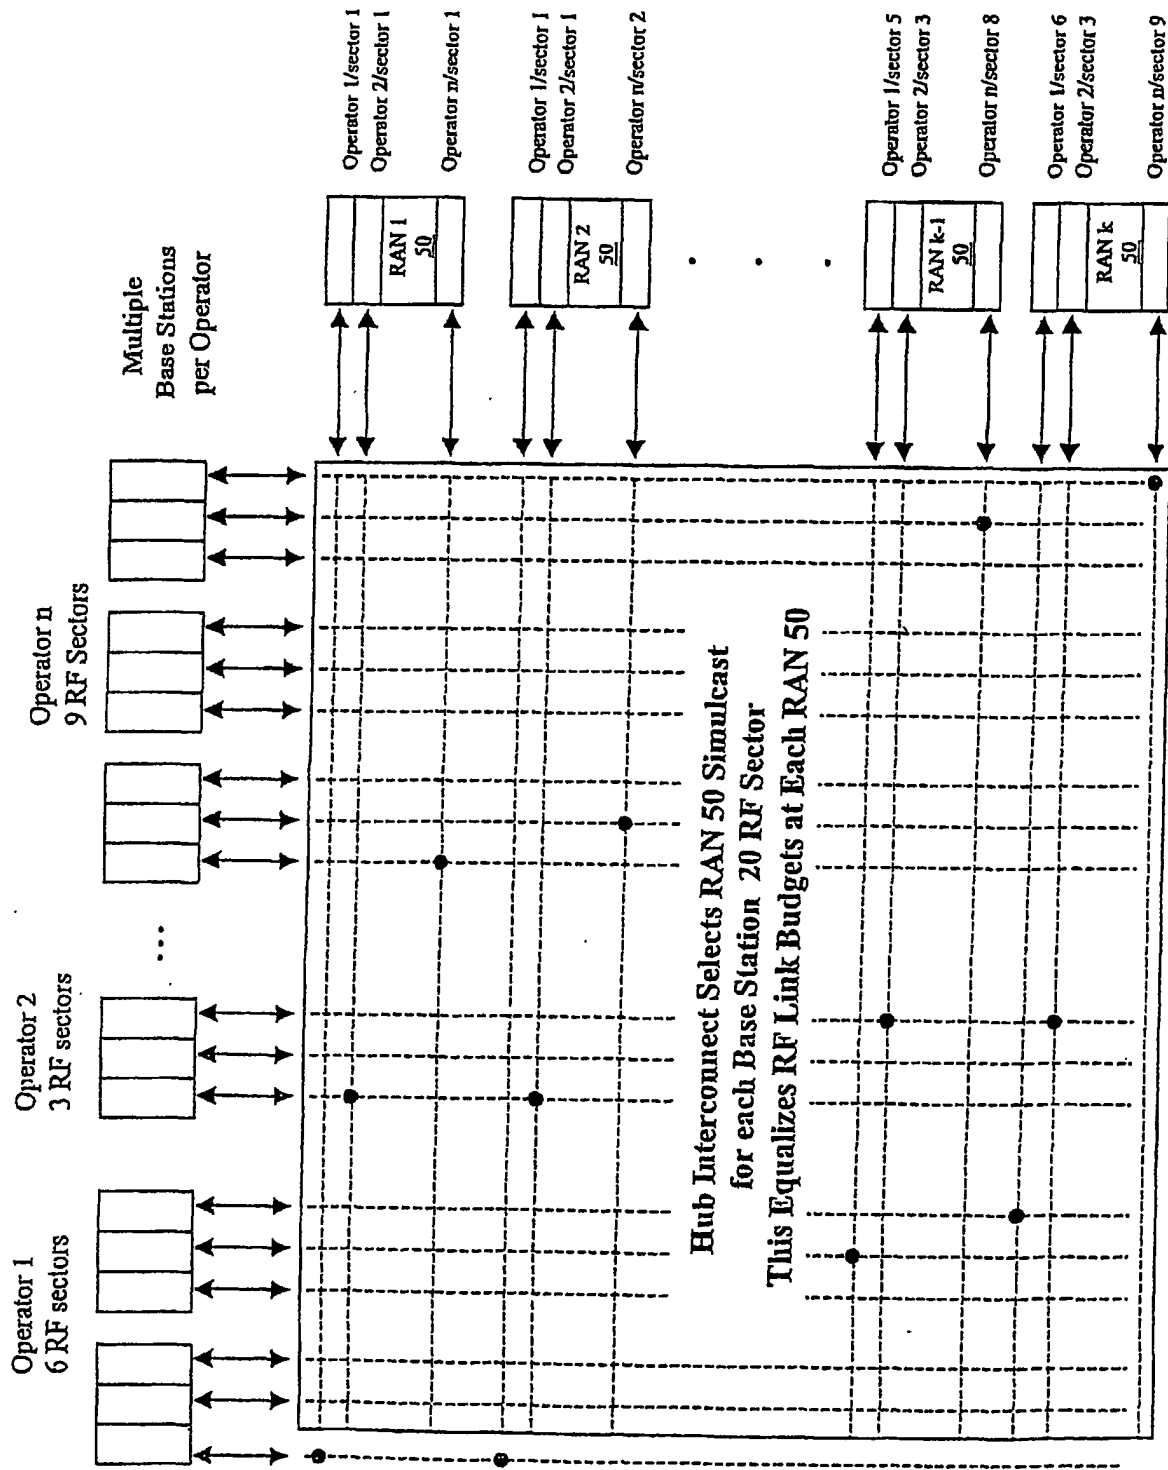 Multiple
Base Stations
per Operator
Operator n
9 RF Sectors
...
Operator 2
3 RF sectors
Operator 1
6 RF sectors
Operator 1/sector 1
Operator 2/sector 1
Operator n/sector 1
RAN 1
50
Operator 1/sector 1
Operator 2/sector 1
Operator n/sector 2
RAN 2
50
. . .
Operator 1/sector 5
Operator 2/sector 3
Operator n/sector 8
RAN k-1
50
Operator 1/sector 6
Operator 2/sector 3
Operator n/sector 9
RAN k
50
Hub Interconnect Selects RAN 50 Simulcast
for each Base Station 20 RF Sector
This Equalizes RF Link Budgets at Each RAN 50